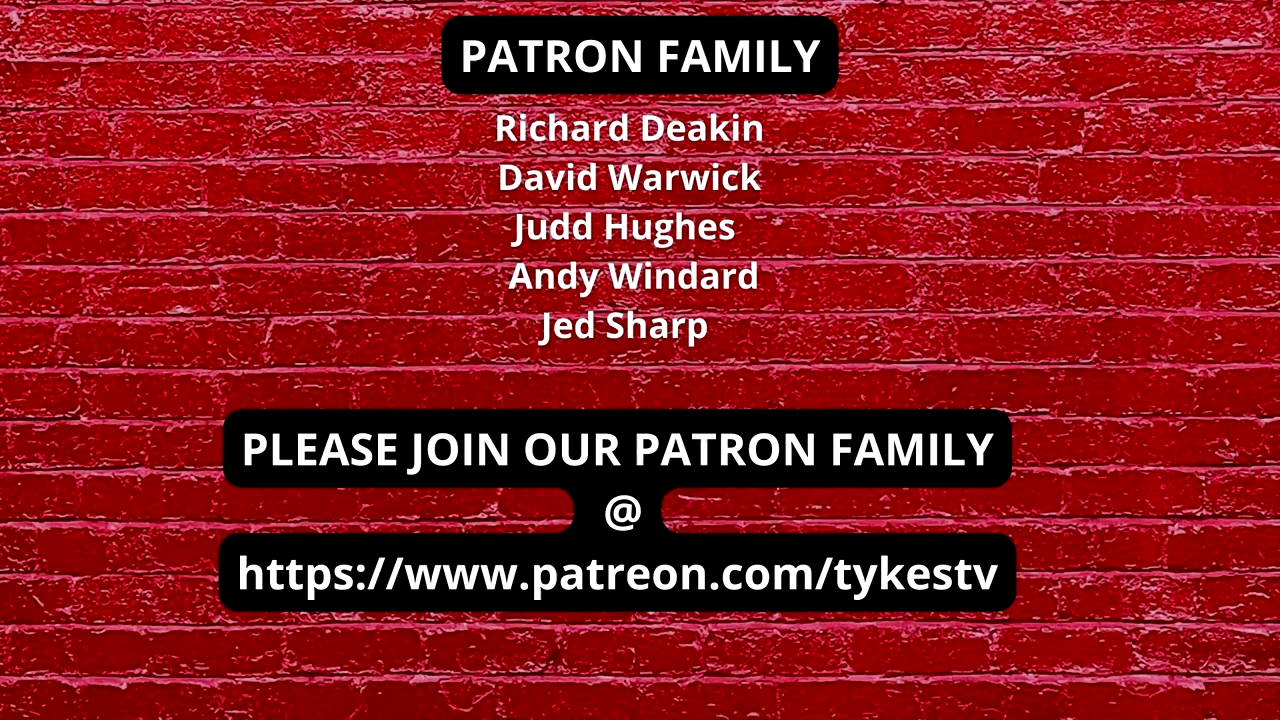 PATRON FAMILY
Richard Deakin
David Warwick
Judd Hughes
Andy Windard
Jed Sharp
PLEASE JOIN OUR PATRON FAMILY
@
https://www.patreon.com/tykestv